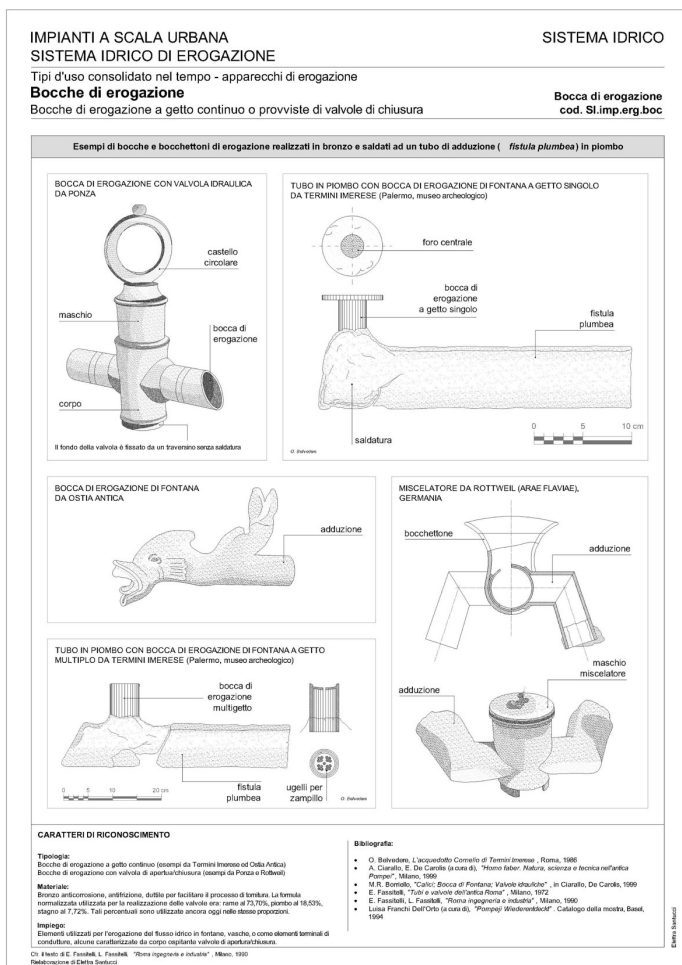 IMPIANTI A SCALA URBANA
SISTEMA IDRICO DI EROGAZIONE
SISTEMA IDRICO
Tipi d'uso consolidato nel tempo - apparecchi di erogazione
Bocche di erogazione
Bocche di erogazione a getto continuo o provviste di valvole di chiusura
Bocca di erogazione
cod. SI.imp.erg.boc
Esempi di bocche e bocchettoni di erogazione realizzati in bronzo e saldati ad un tubo di adduzione ( fistula plumbea) in piombo
BOCCA DI EROGAZIONE CON VALVOLA IDRAULICA
DA PONZA
castello
circolare
maschio
bocca di
erogazione
corpo
Il fondo della valvola è fissato da un traversino senza saldatura
TUBO IN PIOMBO CON BOCCA DI EROGAZIONE DI FONTANA A GETTO SINGOLO
DA TERMINI IMERESE (Palermo, museo archeologico)
foro centrale
bocca di
erogazione
a getto singolo
fistula
plumbea
saldatura
0 5 10 cm
O. Belvedere
BOCCA DI EROGAZIONE DI FONTANA
DA OSTIA ANTICA
adduzione
MISCELATORE DA ROTTWEIL (ARAE FLAVIAE),
GERMANIA
bocchettone
adduzione
maschio
miscelatore
adduzione
TUBO IN PIOMBO CON BOCCA DI EROGAZIONE DI FONTANA A GETTO
MULTIPLO DA TERMINI IMERESE (Palermo, museo archeologico)
bocca di
erogazione
multigetto
0 5 10 20 cm
fistula
plumbea
ugelli per
zampillo
O. Belvedere
CARATTERI DI RICONOSCIMENTO
Tipologia:
Bocche di erogazione a getto continuo (esempi da Termini Imerese ed Ostia Antica)
Bocche di erogazione con valvola di apertua/chiusura (esempi da Ponza e Rottweil)
Materiale:
Bronzo anticorrosione, antifrizione, duttile per facilitare il processo di tornitura. La formula
normalizzata utilizzata per la realizzazione delle valvole era: rame al 73,70%, piombo al 18,53%,
stagno al 7,72%. Tali percentuali sono utilizzate ancora oggi nelle stesse proporzioni.
Impiego:
Elementi utilizzati per l'erogazione del flusso idrico in fontane, vasche, o come elementi terminali di
condutture, alcune caratterizzate da corpo ospitante valvole di apertura/chiusura.
Bibliografia:
• O. Belvedere, L'acquedotto Cornelio di Termini Imerese , Roma, 1986
• A. Ciarallo, E. De Carolis (a cura di), "Homo faber. Natura, scienza e tecnica nell'antica
Pompei" , Milano, 1999
• M.R. Borriello, "Calici; Bocca di Fontana; Valvole idrauliche" , in Ciarallo, De Carolis, 1999
• E. Fassitelli, "Tubi e valvole dell'antica Roma" , Milano, 1972
• E. Fassitelli, L. Fassitelli, "Roma ingegneria e industria" , Milano, 1990
• Luisa Franchi Dell'Orto (a cura di), "Pompeji Wiederentdeckt" . Catalogo della mostra, Basel,
1994
Cfr. il testo di E. Fassitelli, L. Fassitelli, "Roma ingegneria e industria" , Milano, 1990
Rielaborazione di Elettra Santucci
Elettra Santucci